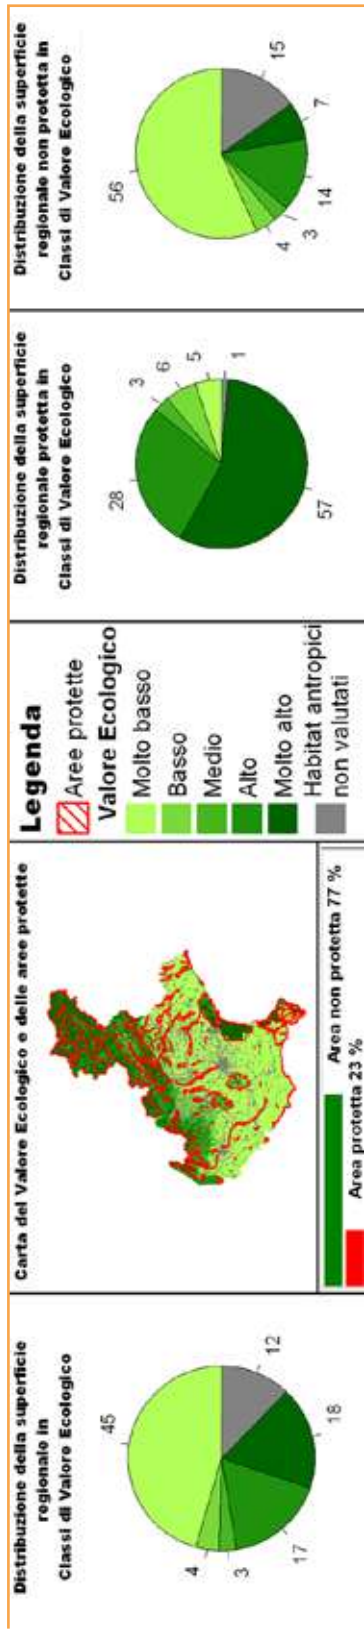 Distribuzione della superficie
regionale in
Classi di Valore Ecologico
45
12
18
17
3
4
Carta del Valore Ecologico e delle aree protette
Area non protetta 77 %
Area protetta 23 %
Legenda
Aree protette
Valore Ecologico
Molto basso
Basso
Medio
Alto
Molto alto
Habitat antropici
non valutati
Distribuzione della superficie
regionale protetta in
Classi di Valore Ecologico
28
3
6
5
1
57
Distribuzione della superficie
regionale non protetta in
Classi di Valore Ecologico
56
15
7
14
3
4